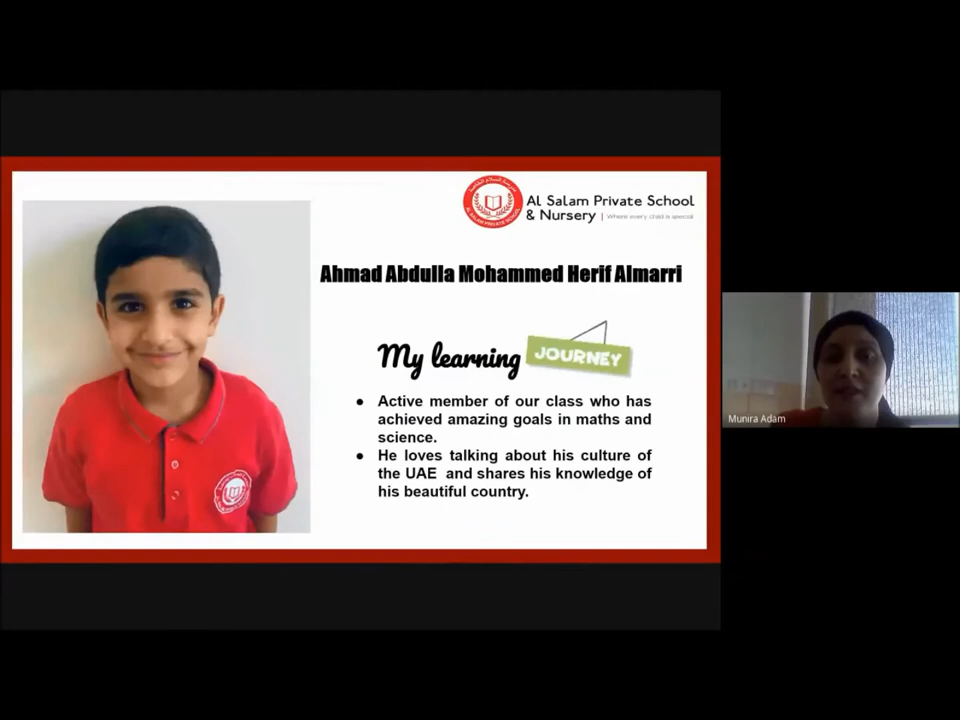 Al Salam Private School
& Nursery | Where every child is special
Ahmad Abdulla Mohammed Herif Almarri
My learning JOURNEY
● Active member of our class who has
achieved amazing goals in maths and
science.
● He loves talking about his culture of
the UAE and shares his knowledge of
his beautiful country.
Munira Adam